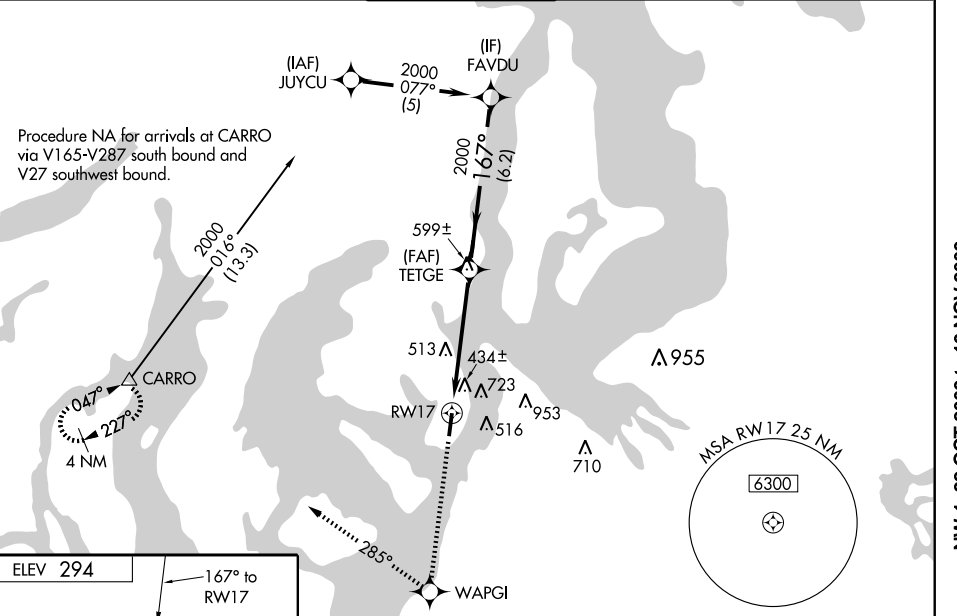 (IAF)
JUYCU
2000
077°
(5)
(IF)
FAVDU
Procedure NA for arrivals at CARRO
via V165-V287 south bound and
V27 southwest bound.
2000
167°
(6.2)
2000
016°
(13.3)
599±
(FAF)
TETGE
513
434±
955
CARRO
723
047°
953
RW17
227°
516
4 NM
710
MSA RW 17 25 NM
6300
285°
WAPGI
ELEV 294
167° to
RW17